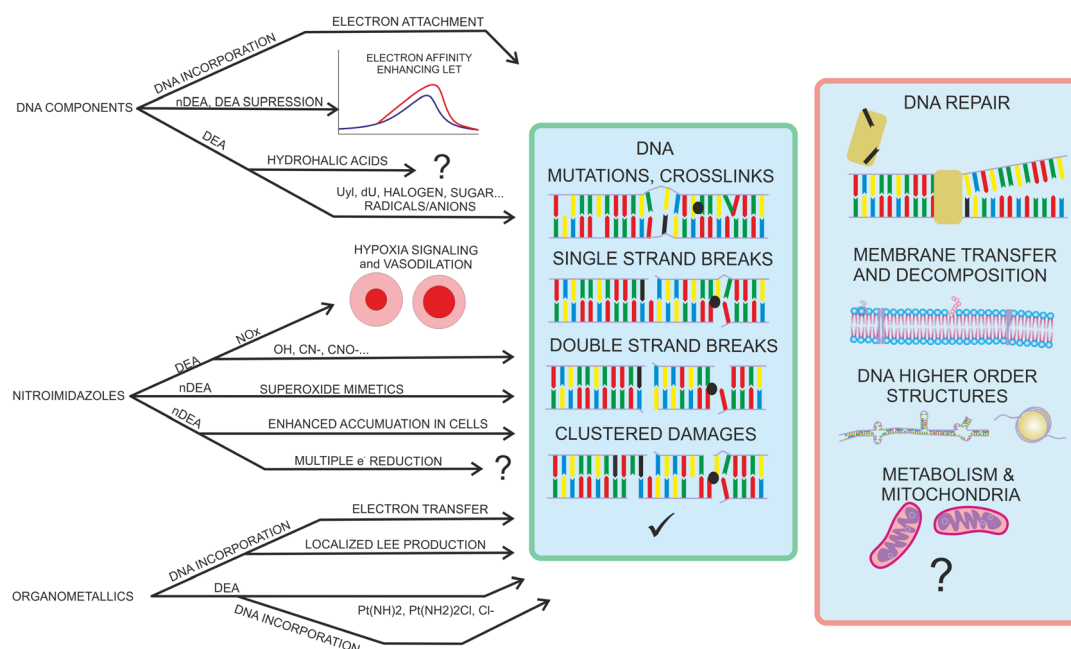 ELECTRON ATTACHMENT
DNA INCORPORATION
ELECTRON AFFINITY
ENHANCING LET
DNA COMPONENTS
nDEA, DEA SUPRESSION
DEA
HYDROHALIC ACIDS
?
Uyl, dU, HALOGEN, SUGAR...
RADICALS/ANIONS
HYPOXIA SIGNALING
and VASODILATION
NOx
DEA
OH, CN-, CNO-...
NITROIMIDAZOLES
nDEA
SUPEROXIDE MIMETICS
nDEA
ENHANCED ACCUMUATION IN CELLS
MULTIPLE e- REDUCTION
?
ELECTRON TRANSFER
DNA INCORPORATION
LOCALIZED LEE PRODUCTION
ORGANOMETALLICS
DEA
Pt(NH)2, Pt(NH2)2Cl, Cl-
DNA INCORPORATION
DNA
MUTATIONS, CROSSLINKS
SINGLE STRAND BREAKS
DOUBLE STRAND BREAKS
CLUSTERED DAMAGES
✓
DNA REPAIR
MEMBRANE TRANSFER
AND DECOMPOSITION
DNA HIGHER ORDER
STRUCTURES
METABOLISM &
MITOCHONDRIA
?